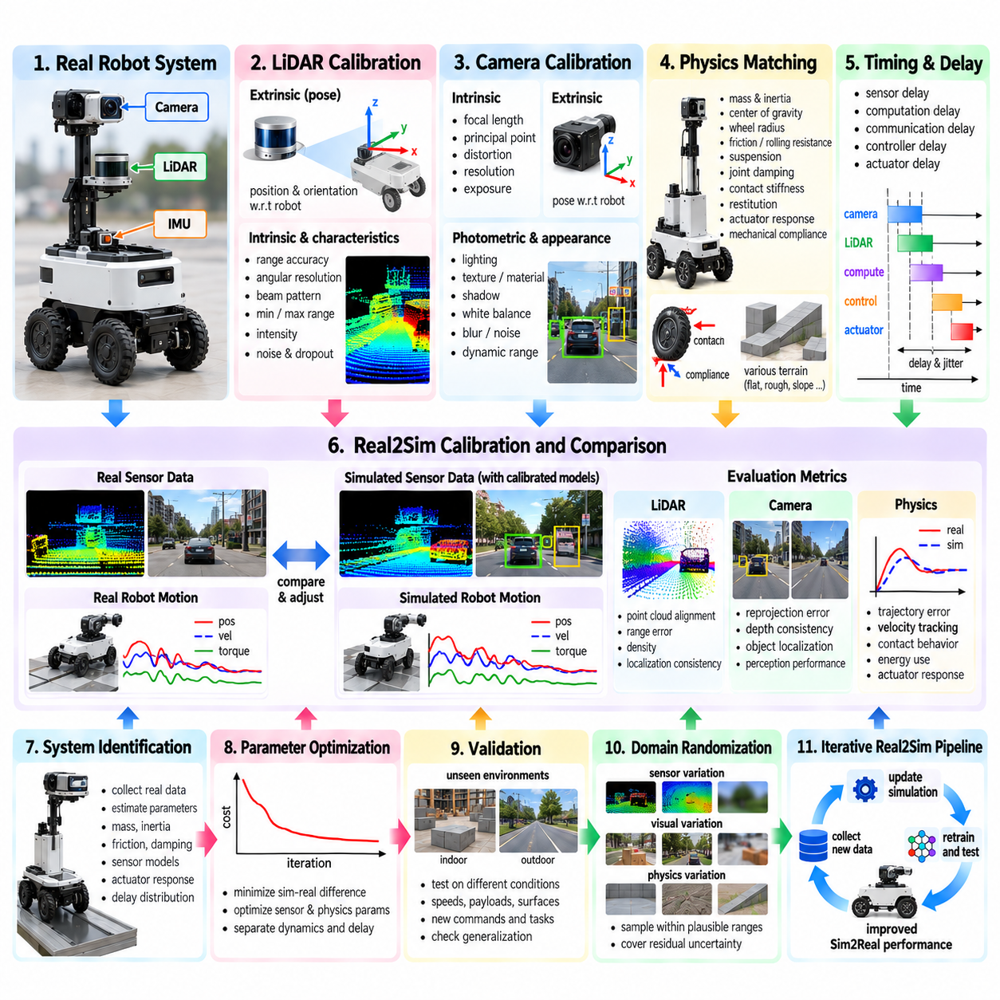 1. Real Robot System
Camera
LiDAR
IMU
2. LiDAR Calibration
Extrinsic (pose)
z
y
x
position & orientation
w.r.t robot
Intrinsic & characteristics
• range accuracy
• angular resolution
• beam pattern
• min / max range
• intensity
• noise & dropout
3. Camera Calibration
Intrinsic
• focal length
• principal point
• distortion
• resolution
• exposure
Extrinsic
z
y
x
pose w.r.t robot
Photometric & appearance
• lighting
• texture / material
• shadow
• white balance
• blur / noise
• dynamic range
4. Physics Matching
• mass & inertia
• center of gravity
• wheel radius
• friction / rolling resistance
• suspension
• joint damping
• contact stiffness
• restitution
• actuator response
• mechanical compliance
contacn
compliance
various terrain
(flat, rough, slope ...)
5. Timing & Delay
• sensor delay
• computation delay
• communication delay
• controller delay
• actuator delay
camera
LiDAR
compute
control
actuator
delay & jitter
time
6. Real2Sim Calibration and Comparison
Real Sensor Data
Real Robot Motion
pos
vel
torque
compare
& adjust
Simulated Sensor Data (with calibrated models)
Simulated Robot Motion
pos
vel
torque
Evaluation Metrics
LiDAR
• point cloud alignment
• range error
• density
• localization consistency
Camera
• reprojection error
• depth consistency
• object localization
• perception performance
Physics
real
sim
• trajectory error
• velocity tracking
• contact behavior
• energy use
• actuator response
7. System Identification
• collect real data
• estimate parameters
• mass, inertia
• friction, damping
• sensor models
• actuator response
• delay distribution
8. Parameter Optimization
cost
iteration
• minimize sim-real difference
• optimize sensor & physics params
• separate dynamics and delay
9. Validation
unseen environments
indoor
outdoor
• test on different conditions
• speeds, payloads, surfaces
• new commands and tasks
• check generalization
10. Domain Randomization
sensor variation
visual variation
physics variation
• sample within plausible ranges
• cover residual uncertainty
11. Iterative Real2Sim Pipeline
update
simulation
collect
new data
retrain
and test
improved
Sim2Real performance